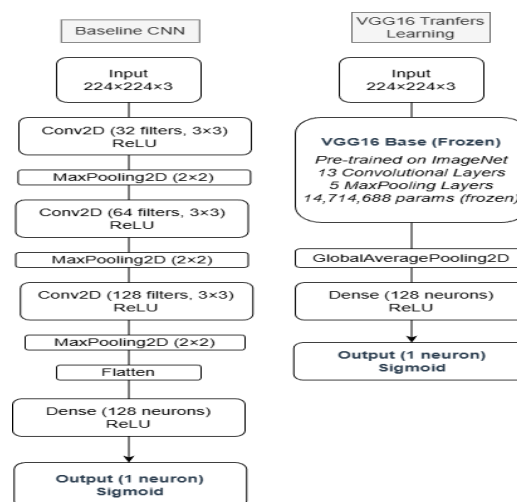 Baseline CNN
Input
224×224×3
Conv2D (32 filters, 3×3)
ReLU
MaxPooling2D (2×2)
Conv2D (64 filters, 3×3)
ReLU
MaxPooling2D (2×2)
Conv2D (128 filters, 3×3)
ReLU
MaxPooling2D (2×2)
Flatten
Dense (128 neurons)
ReLU
Output (1 neuron)
Sigmoid
VGG16 Tranfers
Learning
Input
224×224×3
VGG16 Base (Frozen)
Pre-trained on ImageNet
13 Convolutional Layers
5 MaxPooling Layers
14,714,688 params (frozen)
GlobalAveragePooling2D
Dense (128 neurons)
ReLU
Output (1 neuron)
Sigmoid